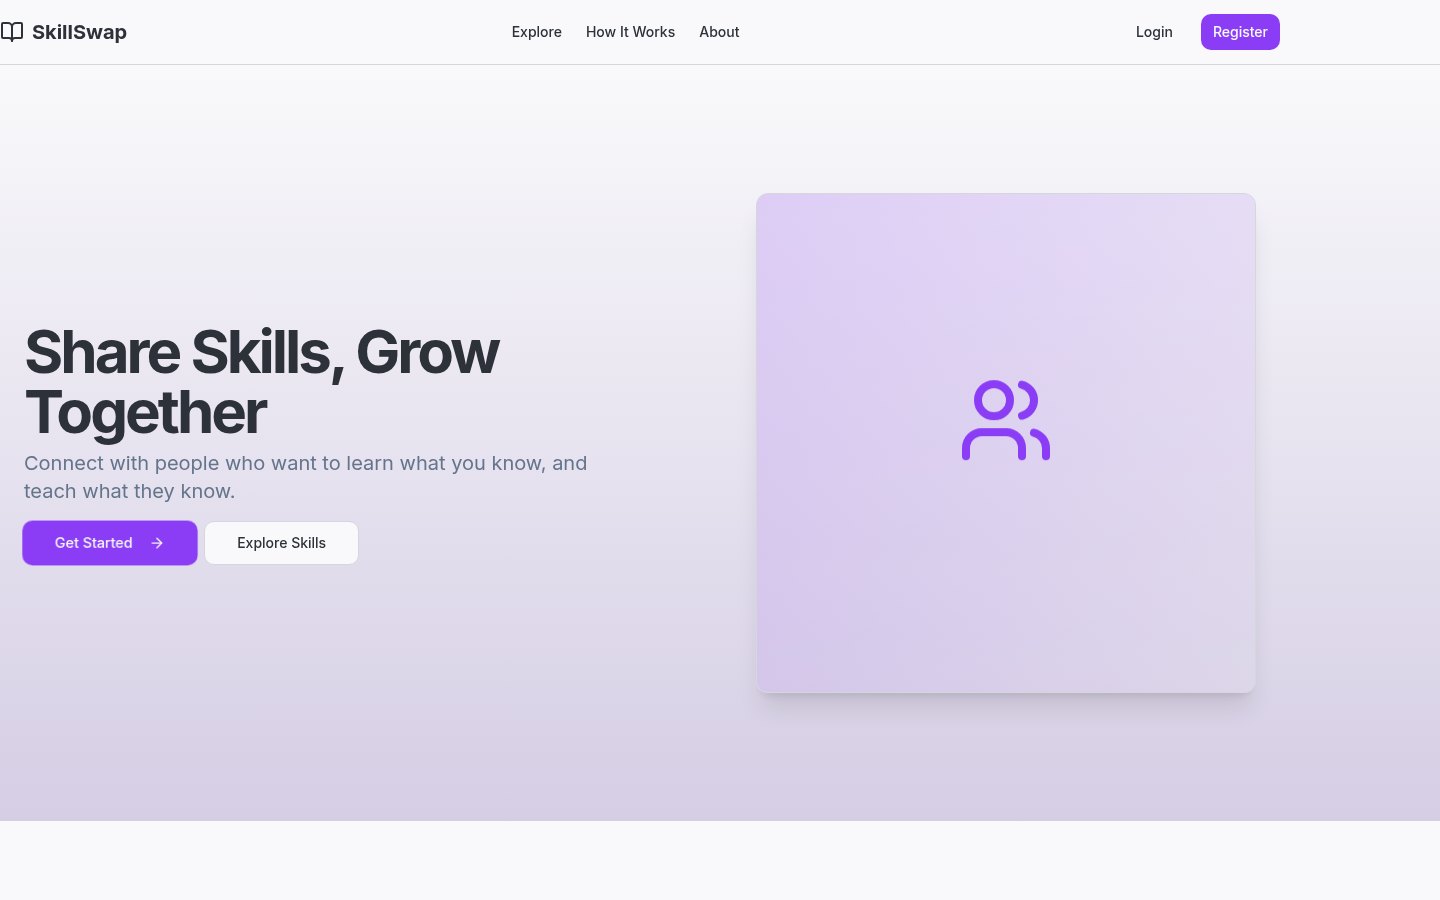 SkillSwap
Explore
How It Works
About
Login
Register
Share Skills, Grow
Together
Connect with people who want to learn what you know, and
teach what they know.
Get Started
Explore Skills